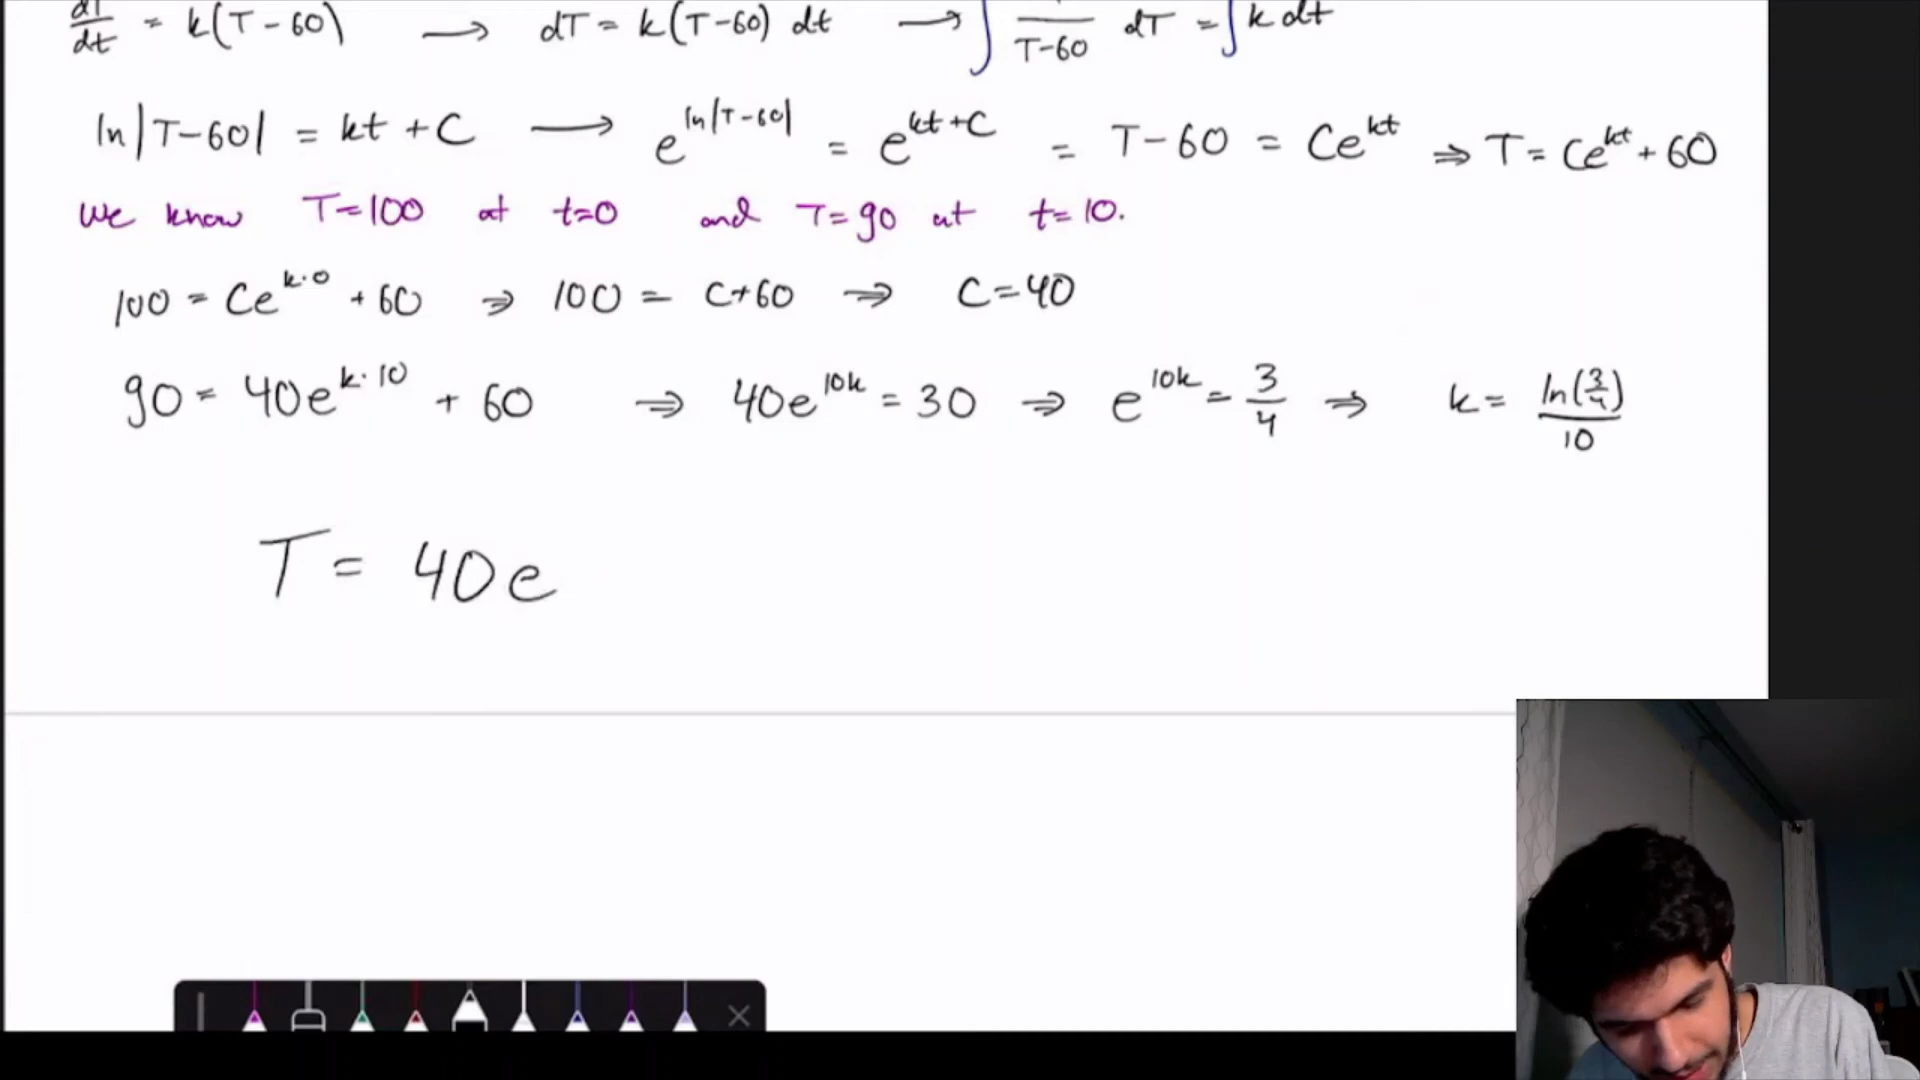 dT/dt = k(T-60) → dT = k(T-60) dt → ∫ 1/(T-60) dT = ∫ k dt
ln|T-60| = kt + C → e^(ln|T-60|) = e^(kt+C) = T-60 = Ce^(kt) ⇒ T = Ce^(kt) + 60
We know T=100 at t=0 and T=90 at t=10.
100 = Ce^(k·0) + 60 ⇒ 100 = C+60 ⇒ C=40
90 = 40e^(k·10) + 60 ⇒ 40e^(10k) = 30 ⇒ e^(10k) = 3/4 ⇒ k = ln(3/4)/10
T = 40e